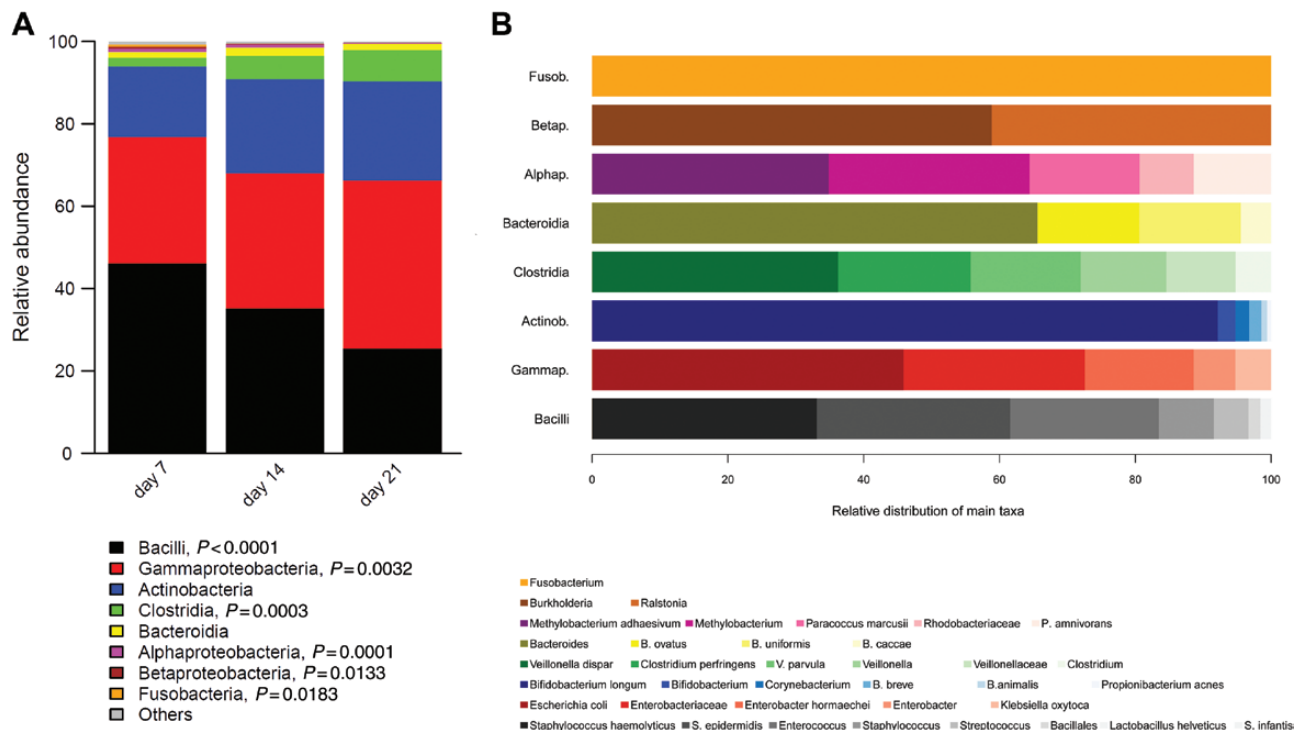 A
B
100
80
60
40
20
0
Relative abundance
day 7
day 14
day 21
Bacilli, P<0.0001
Gammaproteobacteria, P=0.0032
Actinobacteria
Clostridia, P=0.0003
Bacteroidia
Alphaproteobacteria, P=0.0001
Betaproteobacteria, P=0.0133
Fusobacteria, P=0.0183
Others
Fusob.
Betap.
Alphap.
Bacteroidia
Clostridia
Actinob.
Gammap.
Bacilli
0 20 40 60 80 100
Relative distribution of main taxa
Fusobacterium
Burkholderia Ralstonia
Methylobacterium adhaesivum Methylobacterium Paracoccus marcusii Rhodobacteriaceae P. amnivorans
Bacteroides B. ovatus B. uniformis B. caccae
Veillonella dispar Clostridium perfringens V. parvula Veillonella Veillonellaceae Clostridium
Bifidobacterium longum Bifidobacterium Corynebacterium B. breve B.animalis Propionibacterium acnes
Escherichia coli Enterobacteriaceae Enterobacter hormaechei Enterobacter Klebsiella oxytoca
Staphylococcus haemolyticus S. epidermidis Enterococcus Staphylococcus Streptococcus Bacillales Lactobacillus helveticus S. infantis